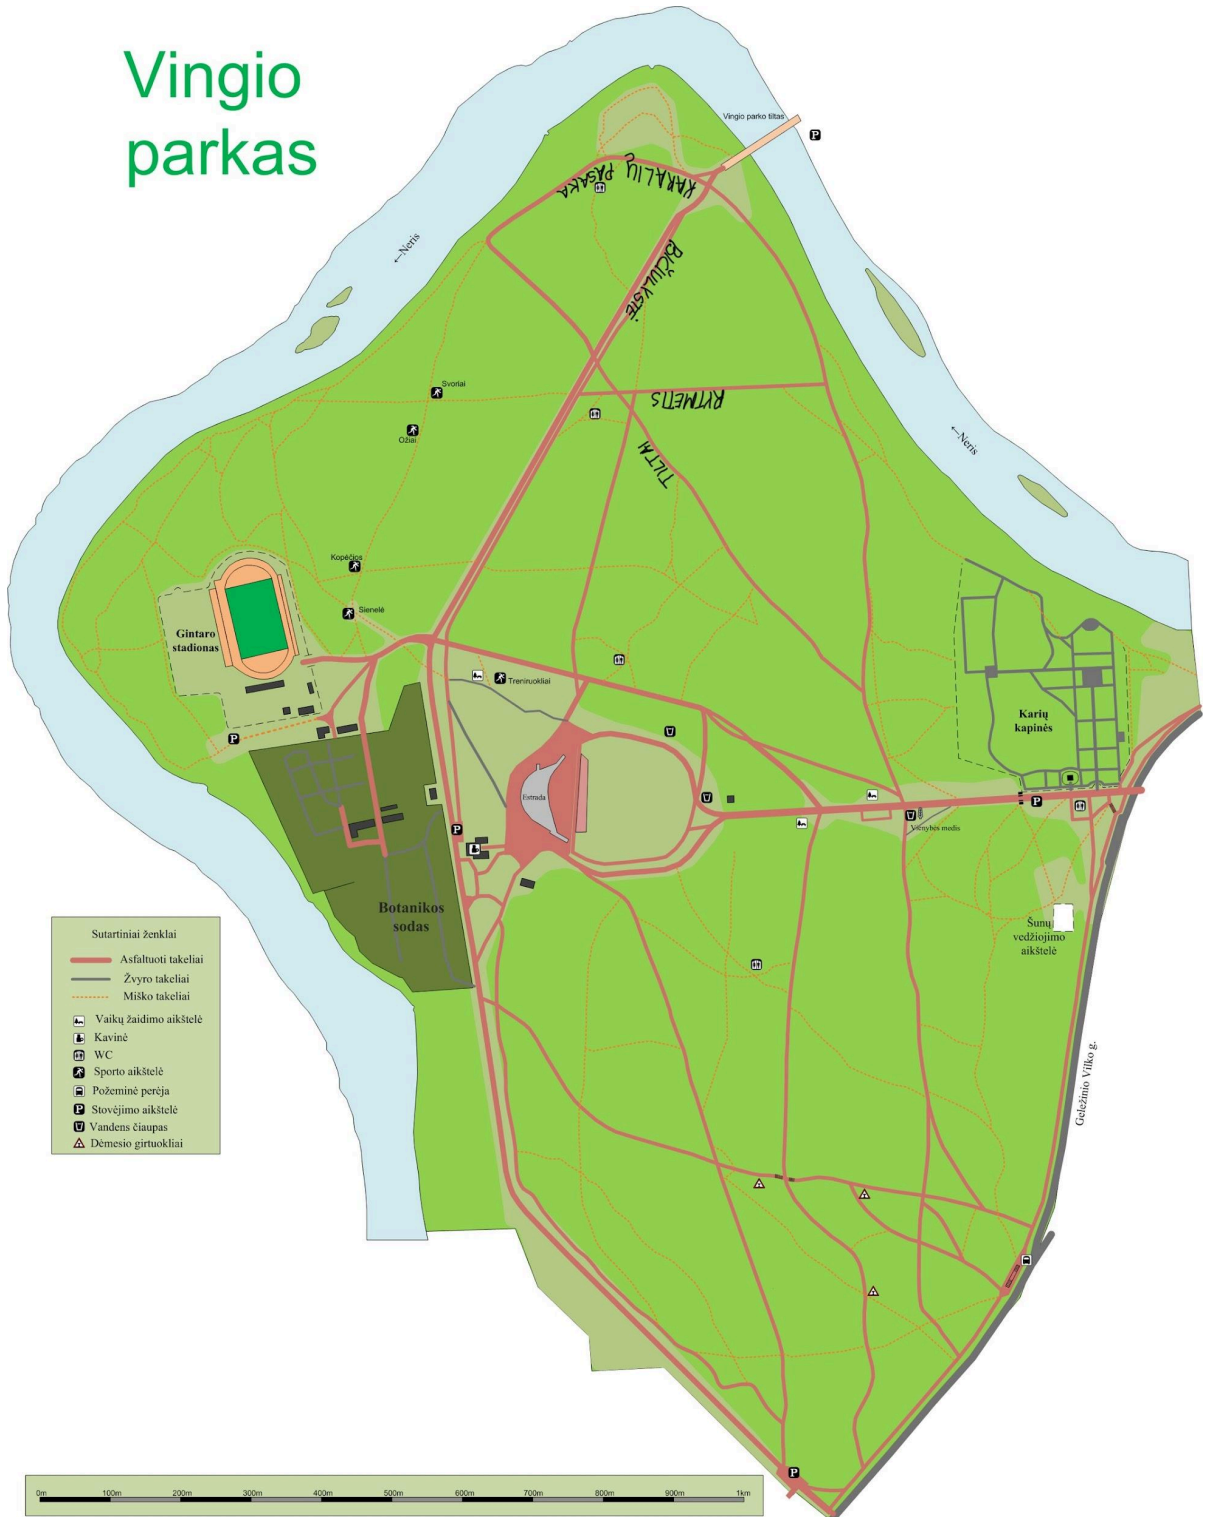 Vingio
parkas
Vingio parko tiltas
KARALIŲ PASAKA
BIČIULYSTĖ
←Neris
Svoriai
Ožiai
RYTMETIS
TILTAI
←Neris
Kopėčios
Sienelė
Gintaro
stadionas
Treniruokliai
Karių
kapinės
Estrada
Vienybės medis
Botanikos
sodas
Šunų
vedžiojimo
aikštelė
Geležinio Vilko g.
Sutartiniai ženklai
Asfaltuoti takeliai
Žvyro takeliai
Miško takeliai
Vaikų žaidimo aikštelė
Kavinė
WC
Sporto aikštelė
Požeminė perėja
P Stovėjimo aikštelė
Vandens čiaupas
Dėmesio girtuokliai
P
P
P
P
P
0m 100m 200m 300m 400m 500m 600m 700m 800m 900m 1km